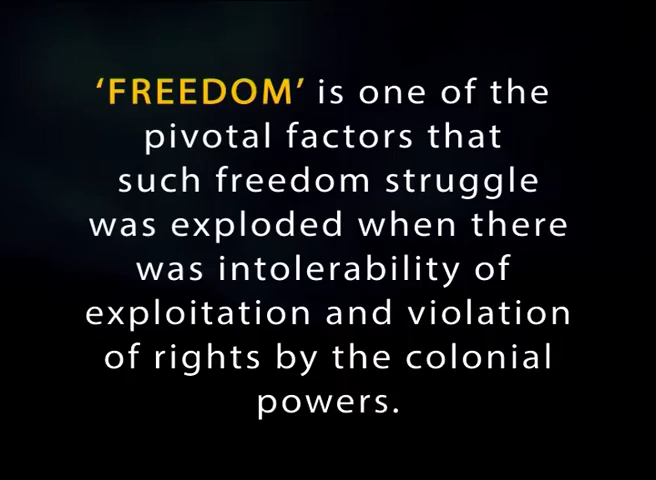 ‘FREEDOM’ is one of the
pivotal factors that
such freedom struggle
was exploded when there
was intolerability of
exploitation and violation
of rights by the colonial
powers.